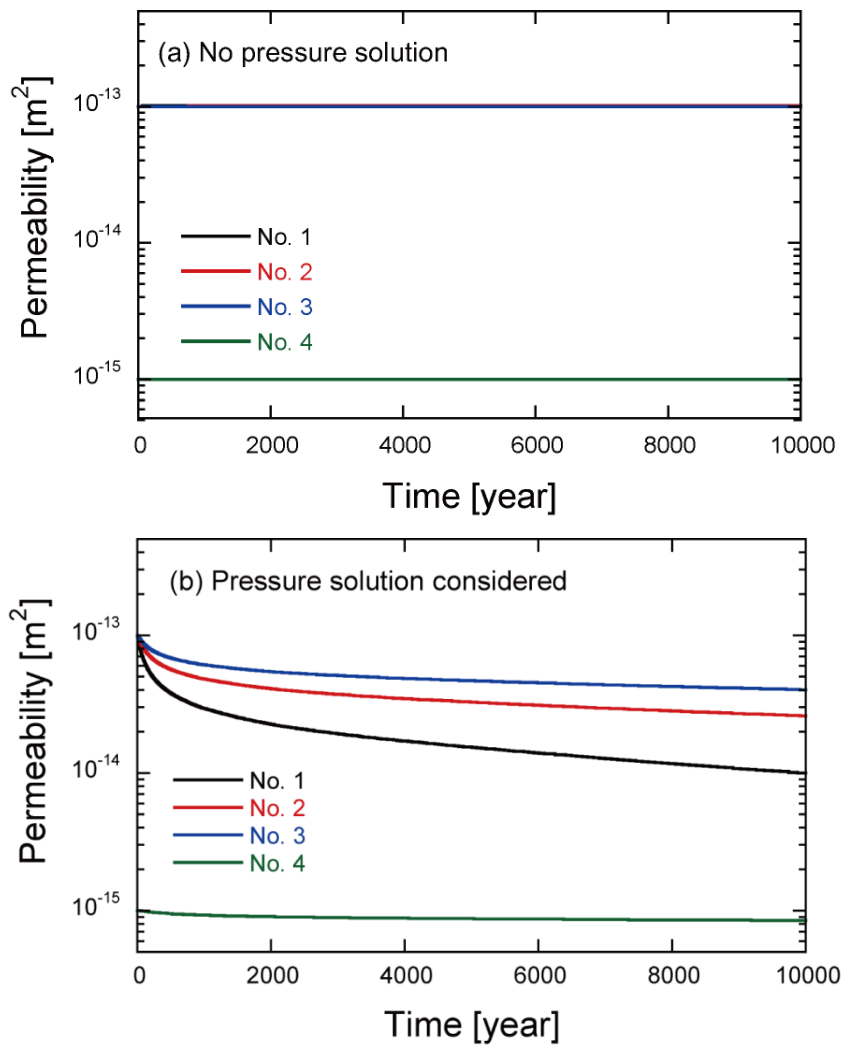 (a) No pressure solution
Permeability [m²]
10⁻¹³
10⁻¹⁴
10⁻¹⁵
No. 1
No. 2
No. 3
No. 4
0 2000 4000 6000 8000 10000
Time [year]
(b) Pressure solution considered
Permeability [m²]
10⁻¹³
10⁻¹⁴
10⁻¹⁵
No. 1
No. 2
No. 3
No. 4
0 2000 4000 6000 8000 10000
Time [year]